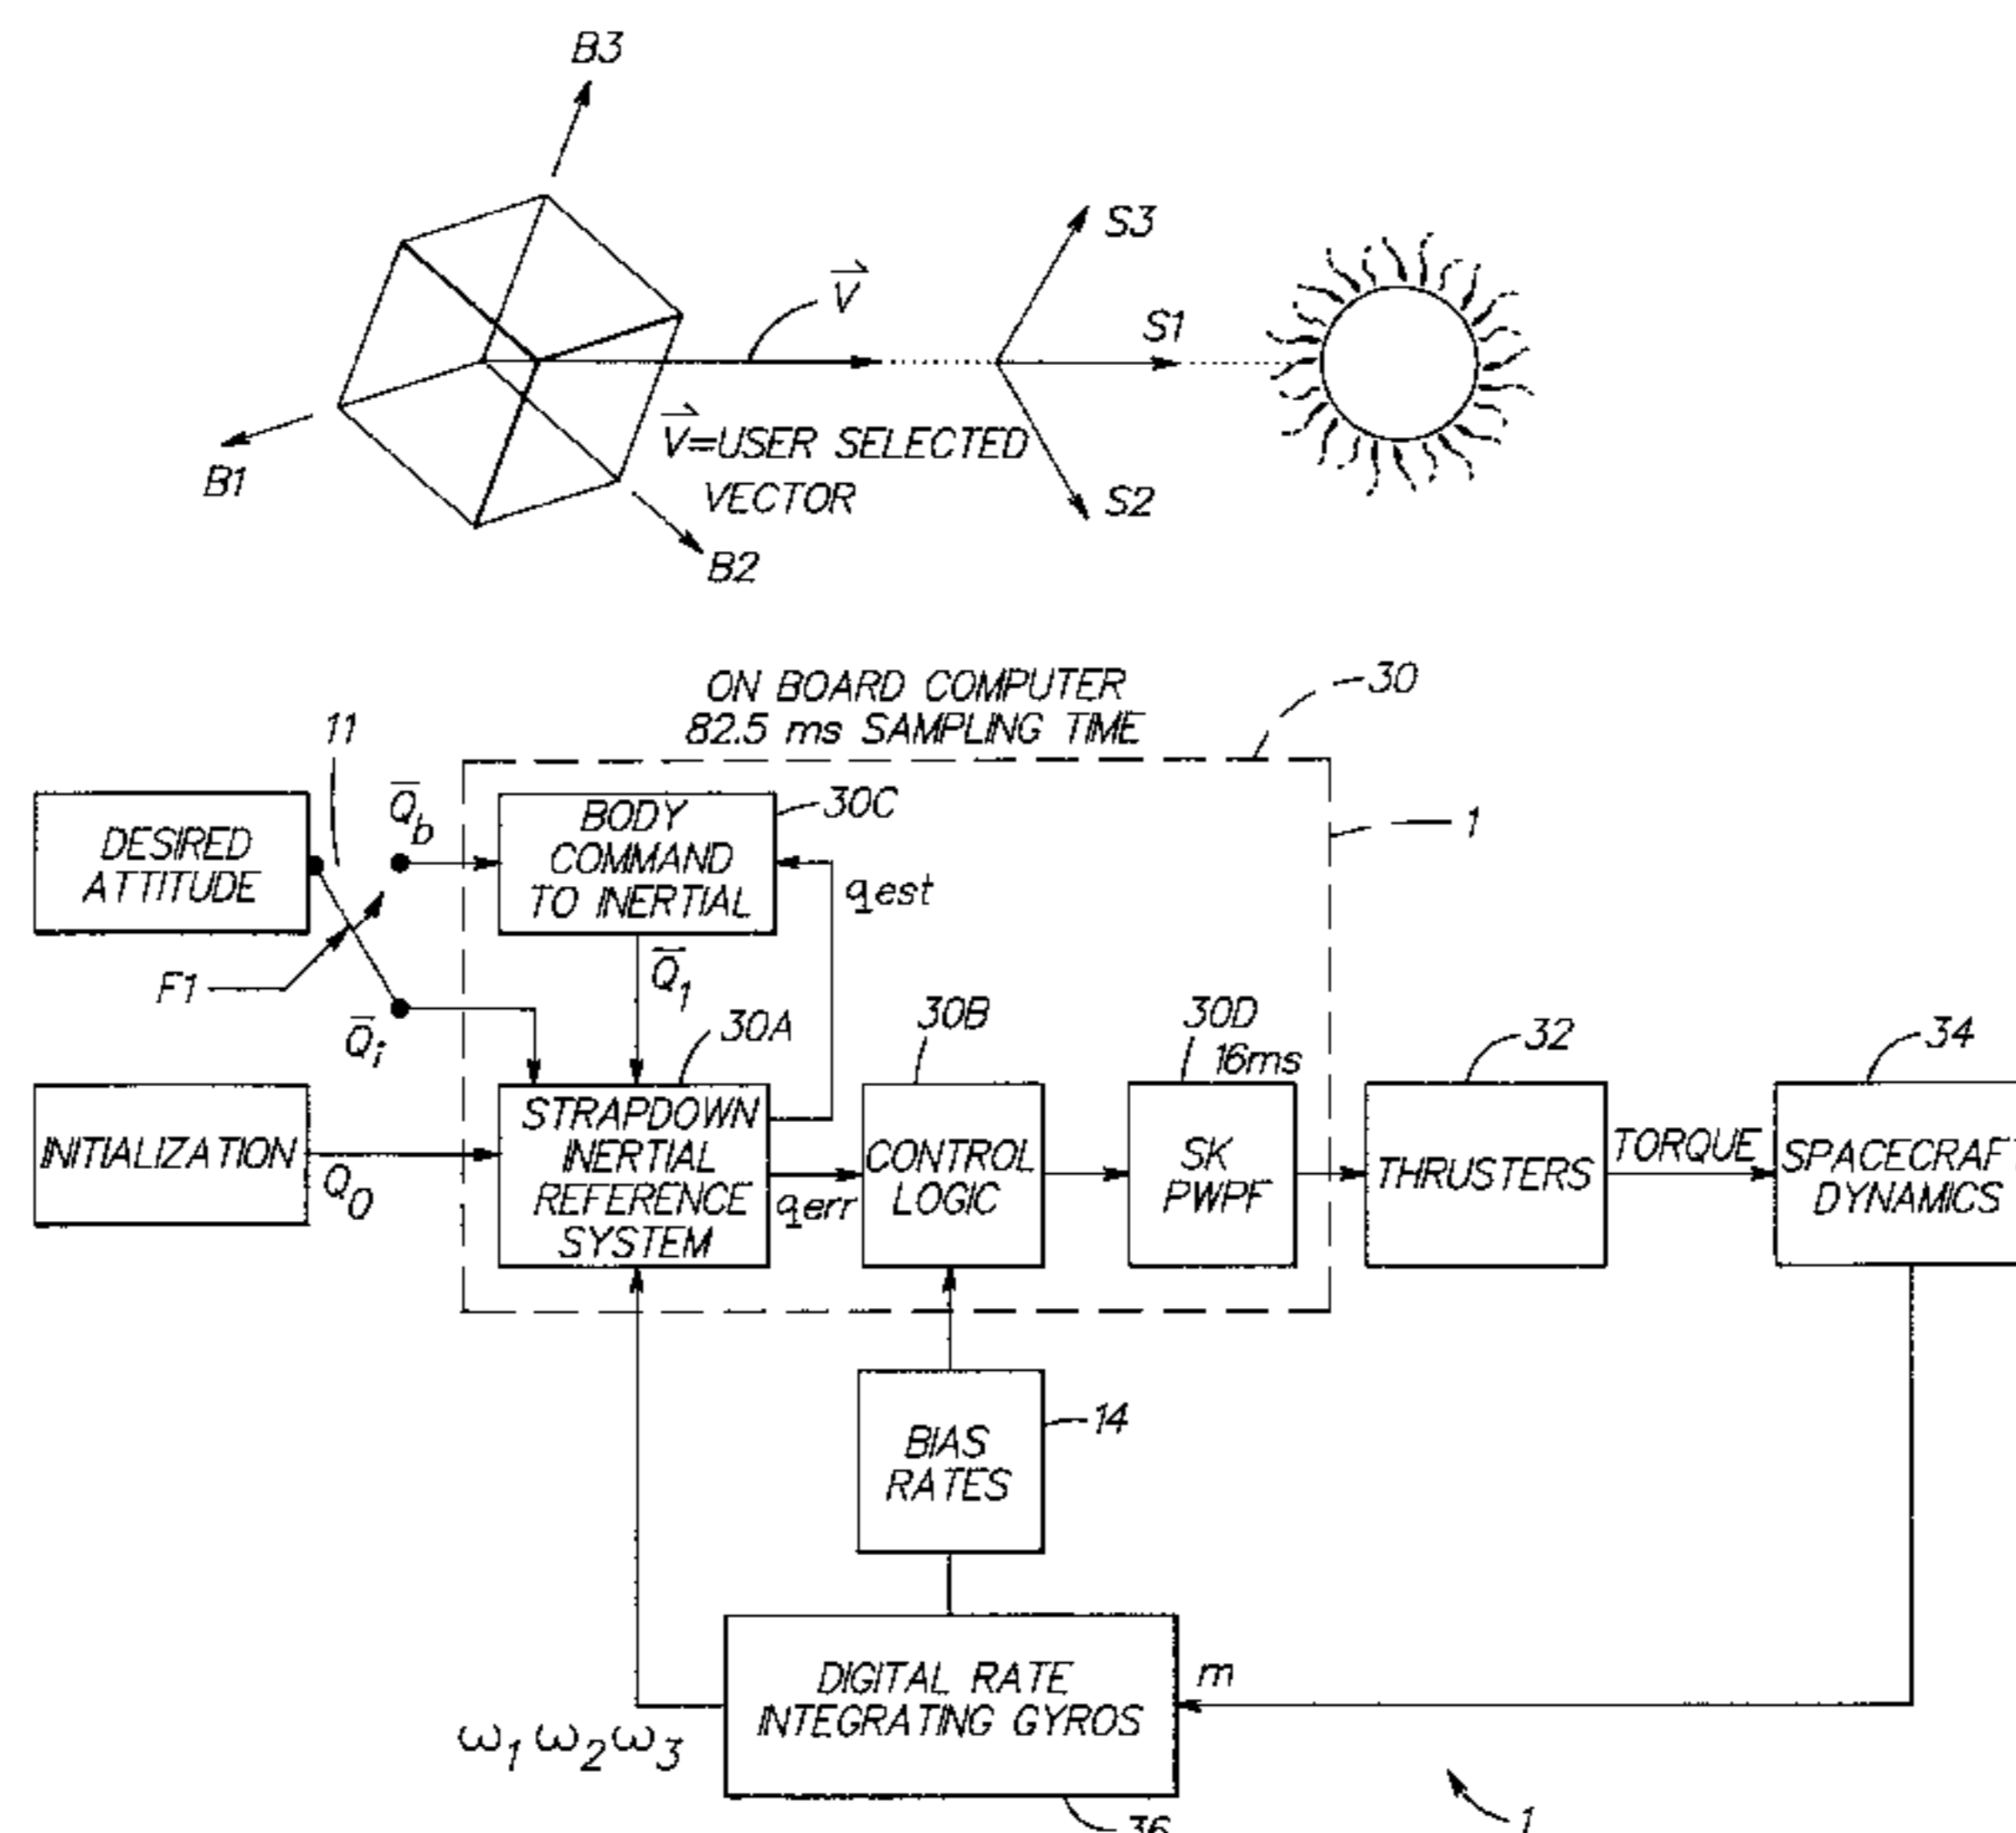 B3
S3
V
S1
B1
V=USER SELECTED
VECTOR
S2
B2
ON BOARD COMPUTER
82.5 ms SAMPLING TIME
30
11
Q̅b
BODY
COMMAND
TO INERTIAL
30C
1
DESIRED
ATTITUDE
qest
F1
Q̅1
Q̅i
30A
30B
30D
16ms
32
34
INITIALIZATION
Q0
STRAPDOWN
INERTIAL
REFERENCE
SYSTEM
qerr
CONTROL
LOGIC
SK
PWPF
THRUSTERS
TORQUE
SPACECRAFT
DYNAMICS
BIAS
RATES
14
DIGITAL RATE
INTEGRATING GYROS
m
ω1 ω2 ω3
36
1